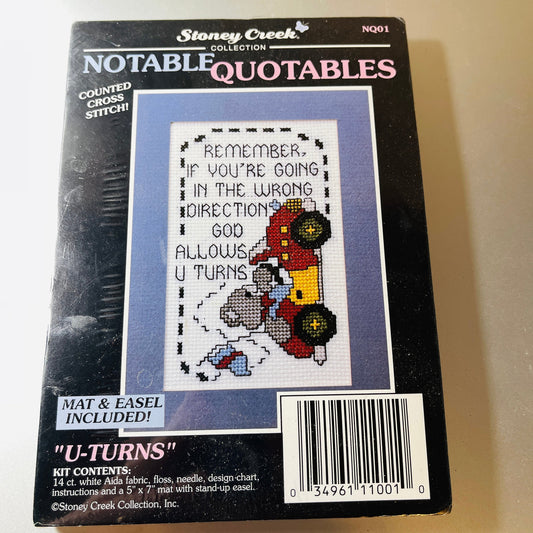 Stoney Creek®
COLLECTION
NQ01
NOTABLE QUOTABLES
COUNTED
CROSS
STITCH!
REMEMBER,
IF YOU'RE GOING
IN THE WRONG
DIRECTION
GOD
ALLOWS
U TURNS
MAT & EASEL
INCLUDED!
"U-TURNS"
KIT CONTENTS:
14 ct. white Aida fabric, floss, needle, design-chart,
instructions and a 5" x 7" mat with stand-up easel.
©Stoney Creek Collection, Inc.
0 34961 11001 0